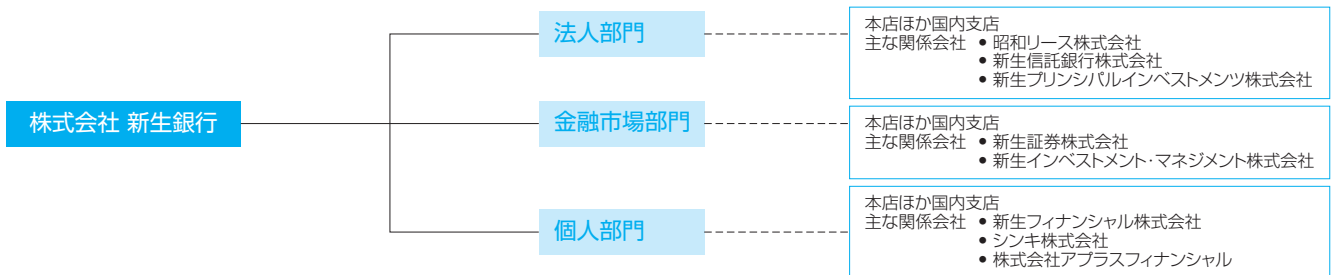 株式会社 新生銀行
法人部門
本店ほか国内支店
主な関係会社 • 昭和リース株式会社
• 新生信託銀行株式会社
• 新生プリンシパルインベストメンツ株式会社
金融市場部門
本店ほか国内支店
主な関係会社 • 新生証券株式会社
• 新生インベストメント・マネジメント株式会社
個人部門
本店ほか国内支店
主な関係会社 • 新生フィナンシャル株式会社
• シンキ株式会社
• 株式会社アプラスフィナンシャル